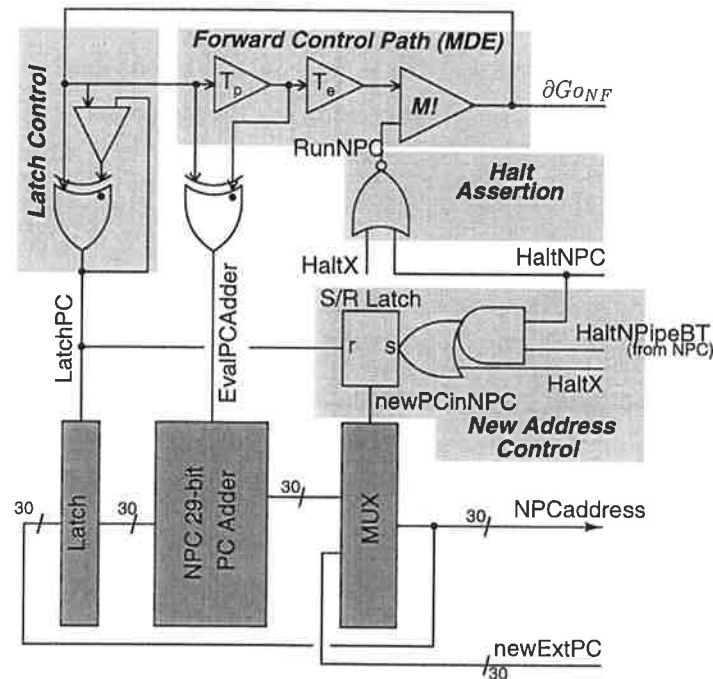 Forward Control Path (MDE)
Latch Control
Tp
Te
M!
∂GoNF
RunNPC
Halt
Assertion
HaltX
HaltNPC
S/R Latch
r
s
HaltNPipeBT
(from NPC)
HaltX
LatchPC
EvalPCAdder
newPCinNPC
New Address
Control
30
Latch
30
NPC 29-bit
PC Adder
30
MUX
30
NPCaddress
newExtPC
30